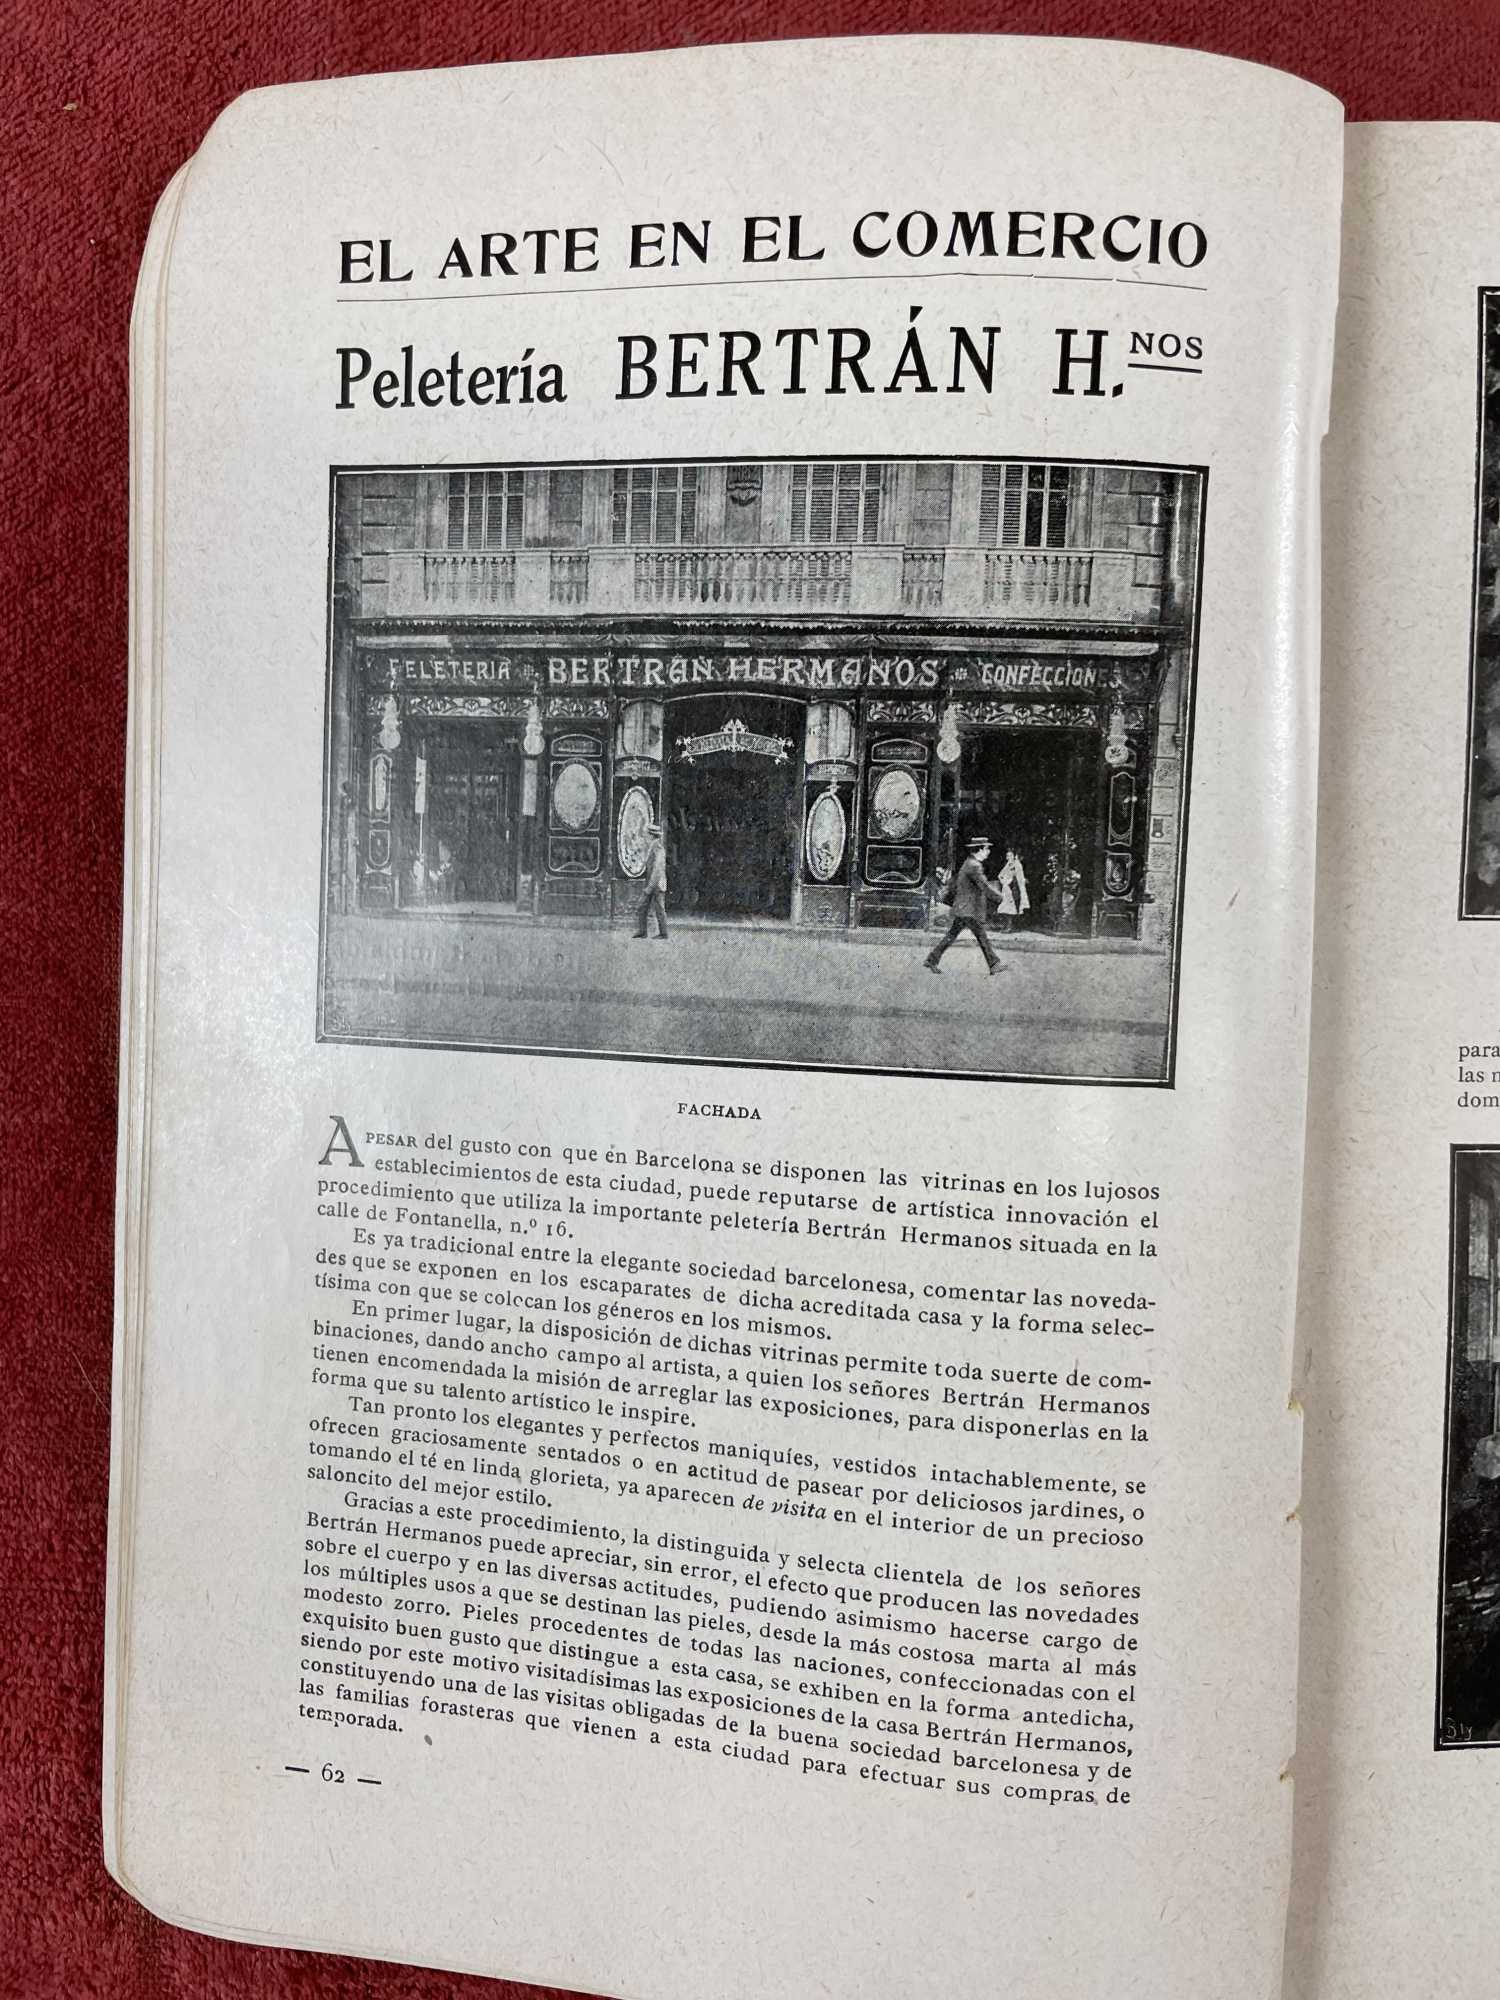 EL ARTE EN EL COMERCIO
Peletería BERTRÁN H.NOS
PELETERIA BERTRAN HERMANOS CONFECCIONES
FACHADA
APESAR del gusto con que en Barcelona se disponen las vitrinas en los lujosos
establecimientos de esta ciudad, puede reputarse de artística innovación el
procedimiento que utiliza la importante peletería Bertrán Hermanos situada en la
calle de Fontanella, n.º 16.
Es ya tradicional entre la elegante sociedad barcelonesa, comentar las noveda-
des que se exponen en los escaparates de dicha acreditada casa y la forma selec-
tísima con que se colocan los géneros en los mismos.
En primer lugar, la disposición de dichas vitrinas permite toda suerte de com-
binaciones, dando ancho campo al artista, a quien los señores Bertrán Hermanos
tienen encomendada la misión de arreglar las exposiciones, para disponerlas en la
forma que su talento artístico le inspire.
Tan pronto los elegantes y perfectos maniquíes, vestidos intachablemente, se
ofrecen graciosamente sentados o en actitud de pasear por deliciosos jardines, o
tomando el té en linda glorieta, ya aparecen de visita en el interior de un precioso
saloncito del mejor estilo.
Gracias a este procedimiento, la distinguida y selecta clientela de los señores
Bertrán Hermanos puede apreciar, sin error, el efecto que producen las novedades
sobre el cuerpo y en las diversas actitudes, pudiendo asimismo hacerse cargo de
los múltiples usos a que se destinan las pieles, desde la más costosa marta al más
modesto zorro. Pieles procedentes de todas las naciones, confeccionadas con el
exquisito buen gusto que distingue a esta casa, se exhiben en la forma antedicha,
siendo por este motivo visitadísimas las exposiciones de la casa Bertrán Hermanos,
constituyendo una de las visitas obligadas de la buena sociedad barcelonesa y de
las familias forasteras que vienen a esta ciudad para efectuar sus compras de
temporada.
— 62 —
para
las
dom